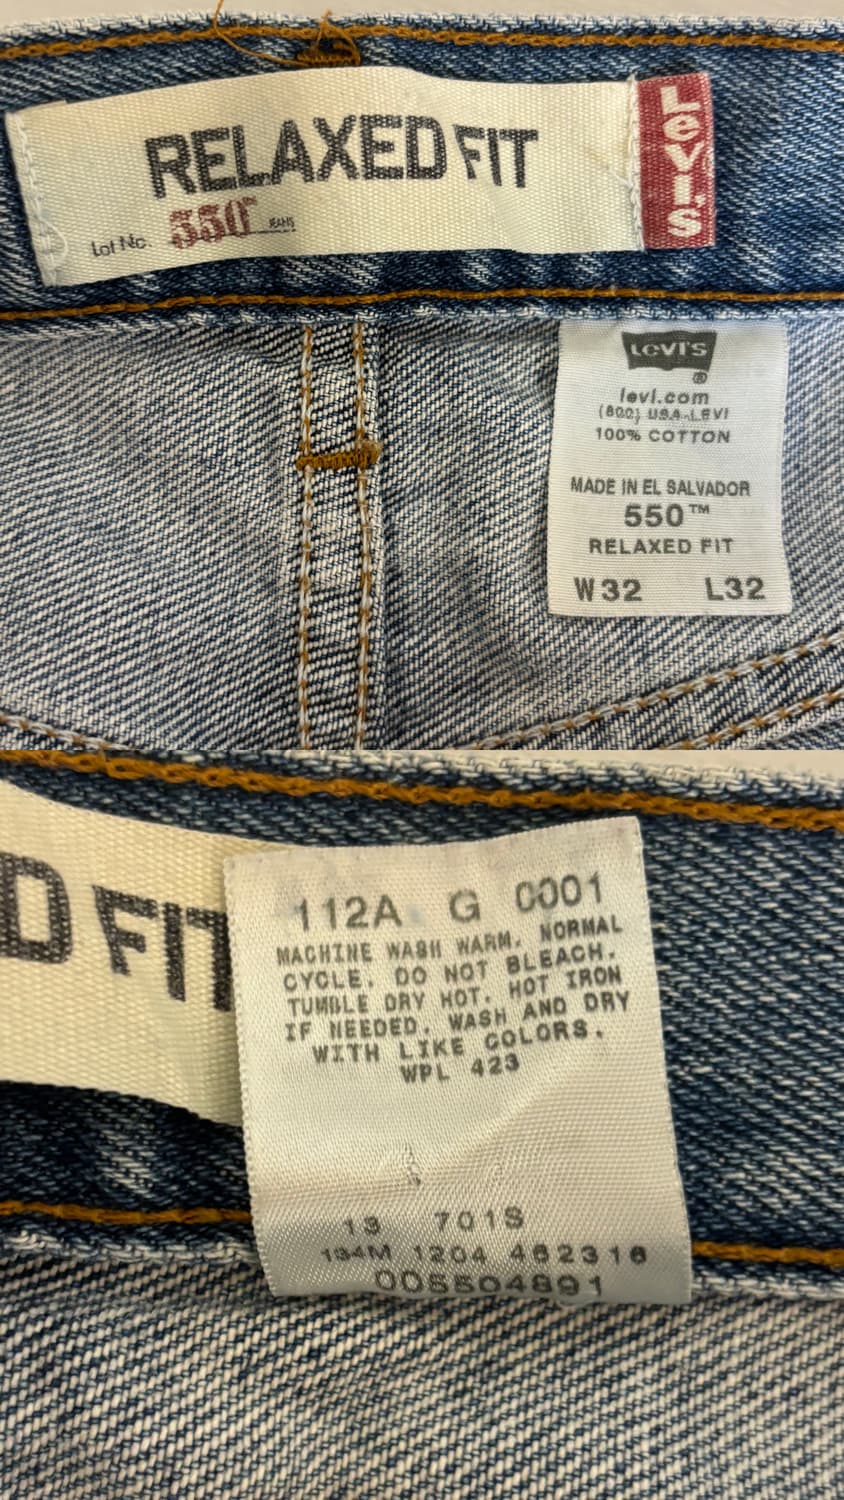 RELAXED FIT
Lot No. 550™ JEANS
LEVI'S
LEVI'S
®
levi.com
(800) USA-LEVI
100% COTTON
MADE IN EL SALVADOR
550™
RELAXED FIT
W32 L32
D FIT
112A G 0001
MACHINE WASH WARM. NORMAL
CYCLE. DO NOT BLEACH.
TUMBLE DRY HOT. HOT IRON
IF NEEDED. WASH AND DRY
WITH LIKE COLORS.
WPL 423
13 701S
134M 1204 462316
005504891